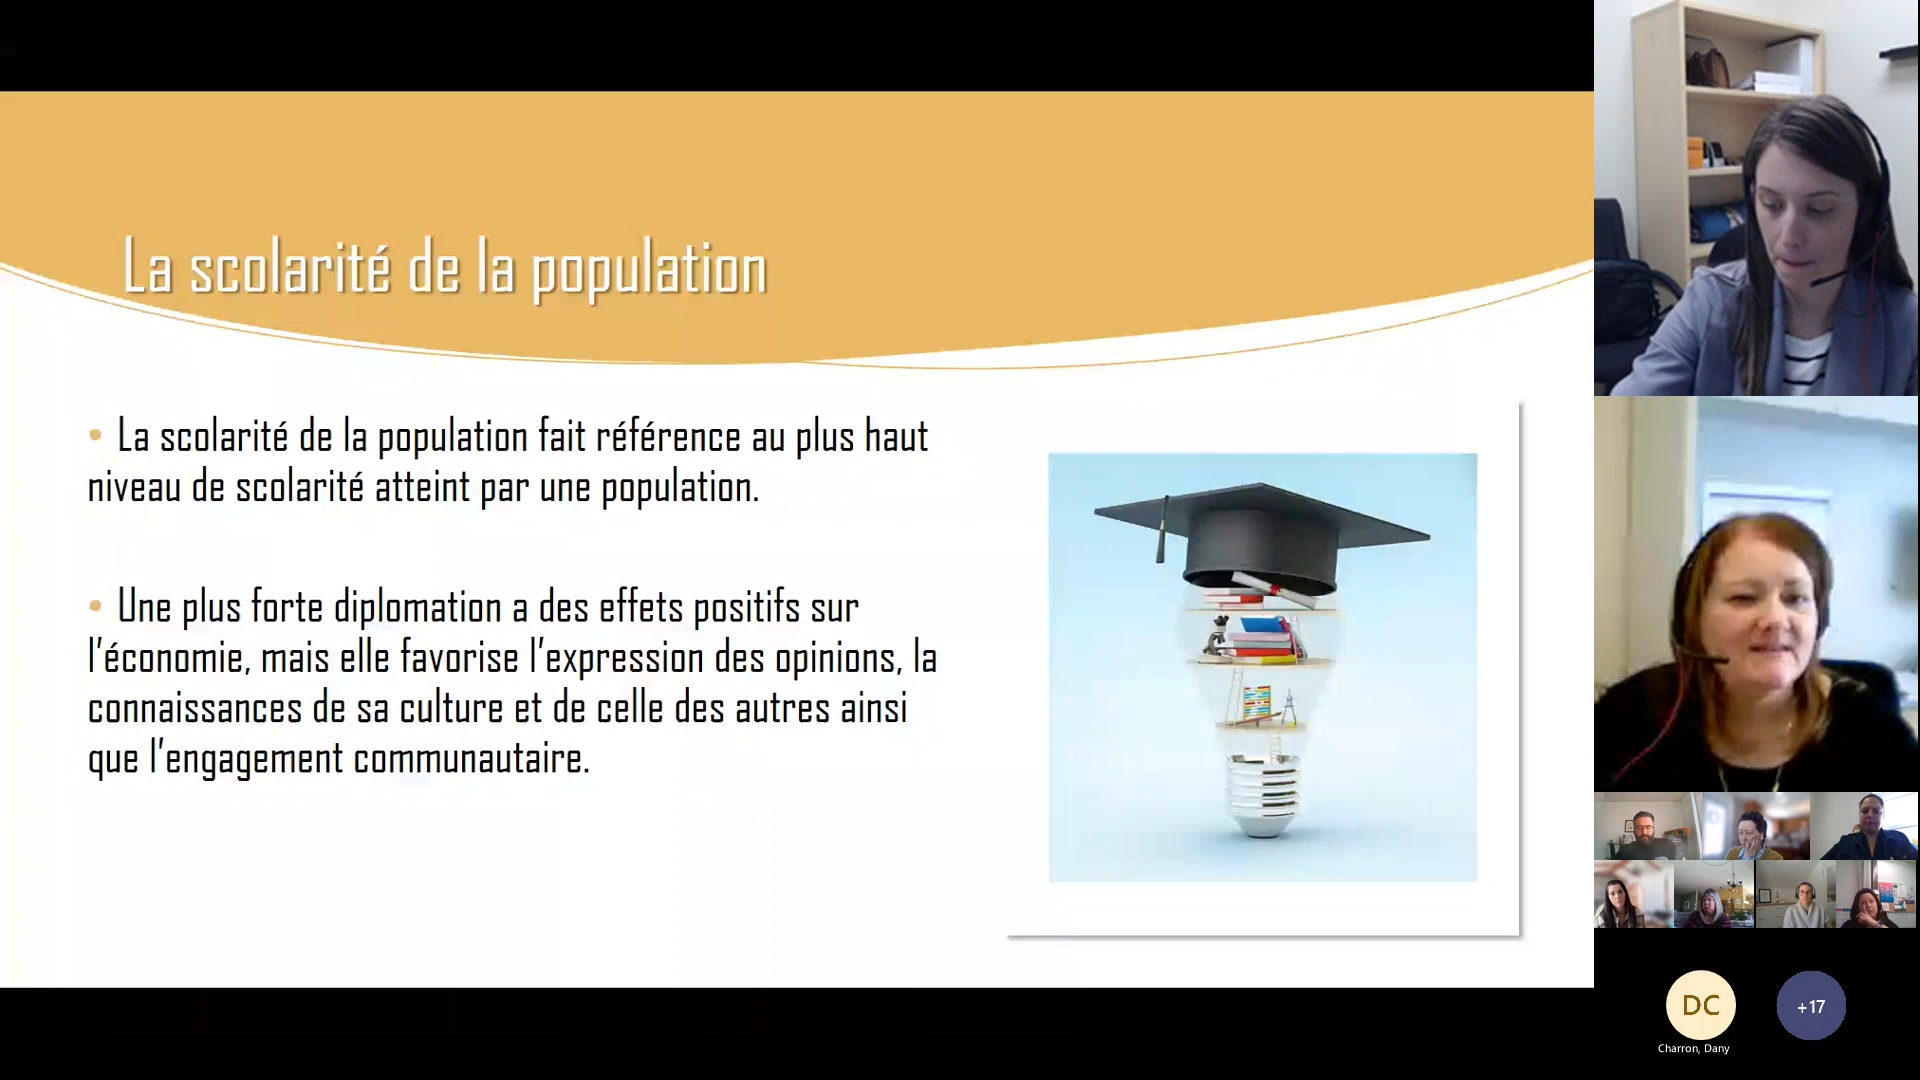 La scolarité de la population
• La scolarité de la population fait référence au plus haut
niveau de scolarité atteint par une population.
• Une plus forte diplomation a des effets positifs sur
l'économie, mais elle favorise l'expression des opinions, la
connaissances de sa culture et de celle des autres ainsi
que l'engagement communautaire.
DC
+17
Charron, Dany